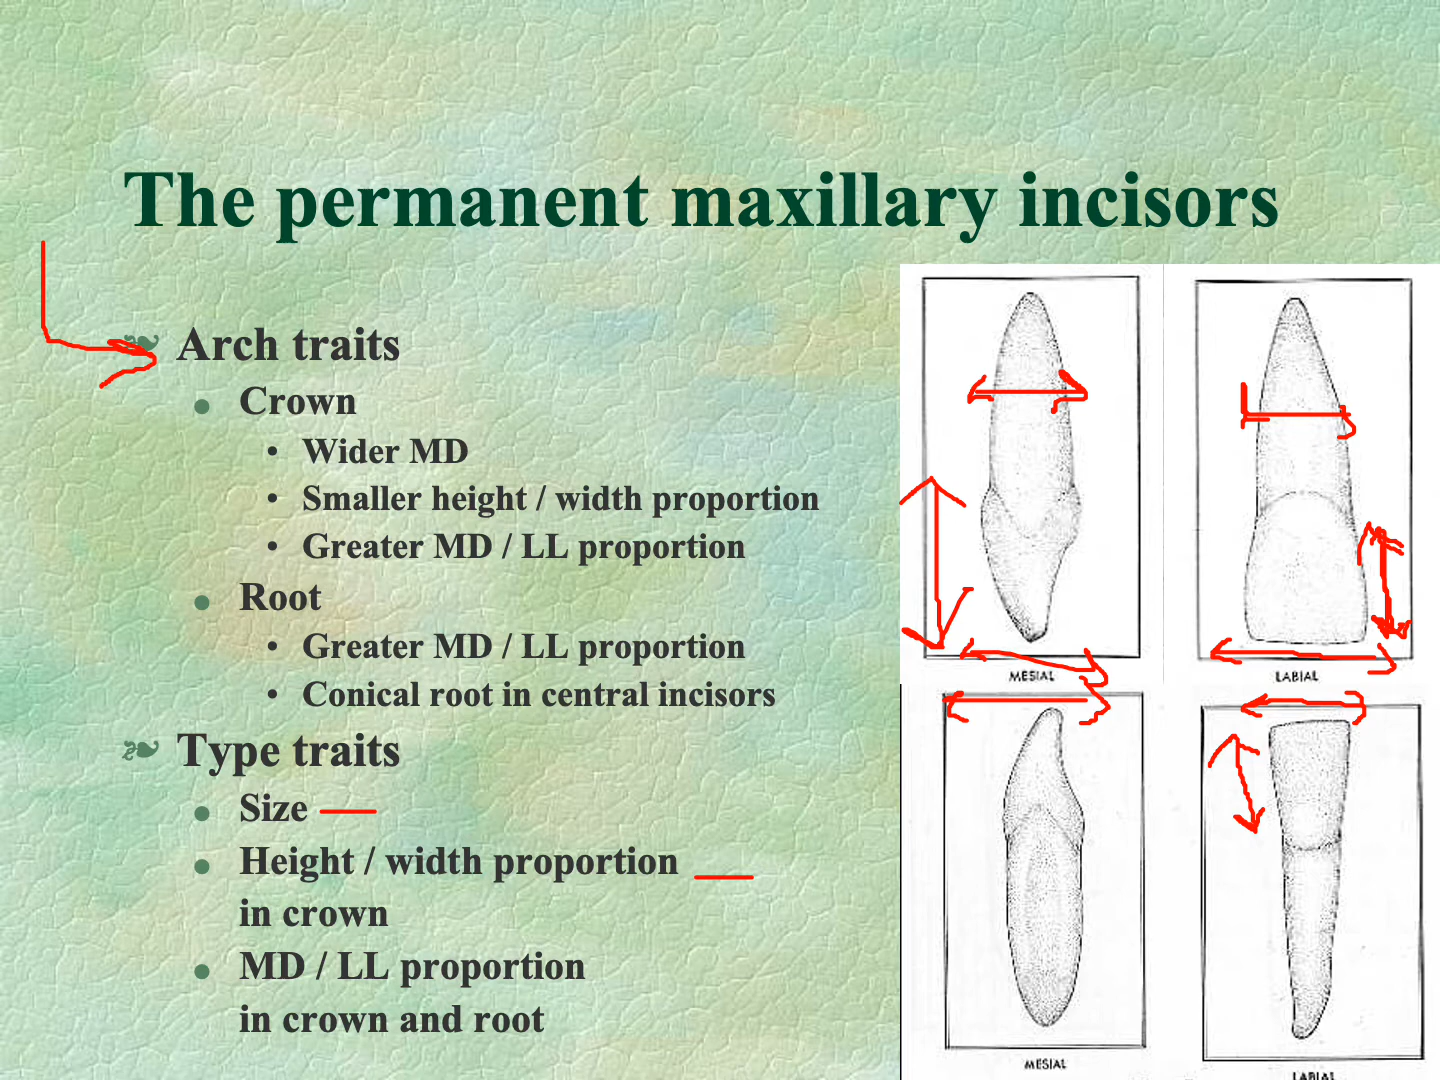 The permanent maxillary incisors
Arch traits
Crown
Wider MD
Smaller height / width proportion
Greater MD / LL proportion
Root
Greater MD / LL proportion
Conical root in central incisors
Type traits
Size
Height / width proportion
in crown
MD / LL proportion
in crown and root
MESIAL
LABIAL
MESIAL
LABIAL